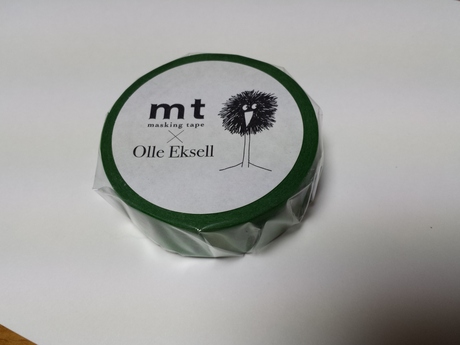 mt
masking tape
×
Olle Eksell